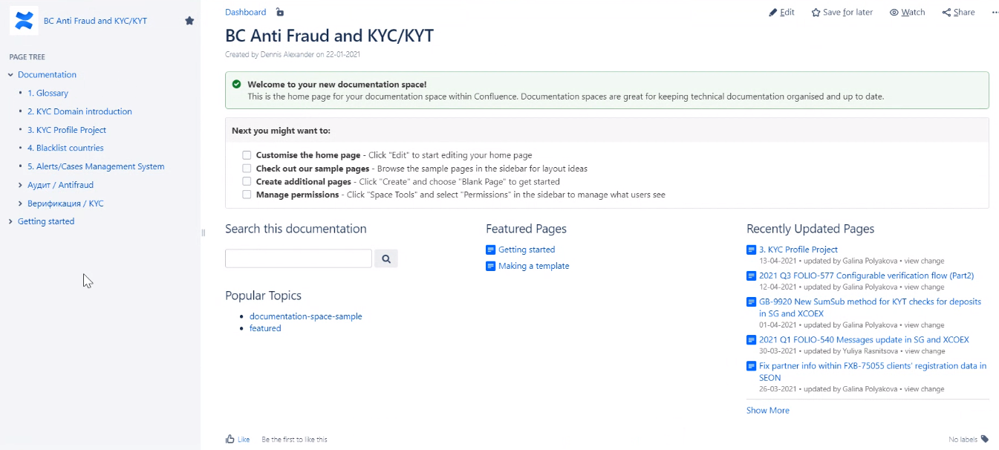 BC Anti Fraud and KYC/KYT
PAGE TREE
Documentation
1. Glossary
2. KYC Domain introduction
3. KYC Profile Project
4. Blacklist countries
5. Alerts/Cases Management System
Аудит / Antifraud
Верификация / KYC
Getting started
Dashboard
Edit
Save for later
Watch
Share
BC Anti Fraud and KYC/KYT
Created by Dennis Alexander on 22-01-2021
Welcome to your new documentation space!
This is the home page for your documentation space within Confluence. Documentation spaces are great for keeping technical documentation organised and up to date.
Next you might want to:
Customise the home page - Click "Edit" to start editing your home page
Check out our sample pages - Browse the sample pages in the sidebar for layout ideas
Create additional pages - Click "Create" and choose "Blank Page" to get started
Manage permissions - Click "Space Tools" and select "Permissions" in the sidebar to manage what users see
Search this documentation
Popular Topics
documentation-space-sample
featured
Featured Pages
Getting started
Making a template
Recently Updated Pages
3. KYC Profile Project
13-04-2021 • updated by Galina Polyakova • view change
2021 Q3 FOLIO-577 Configurable verification flow (Part2)
12-04-2021 • updated by Galina Polyakova • view change
GB-9920 New SumSub method for KYT checks for deposits
in SG and XCOEX
01-04-2021 • updated by Galina Polyakova • view change
2021 Q1 FOLIO-540 Messages update in SG and XCOEX
30-03-2021 • updated by Yuliya Rasnitsova • view change
Fix partner info within FXB-75055 clients' registration data in
SEON
26-03-2021 • updated by Galina Polyakova • view change
Show More
Like
Be the first to like this
No labels